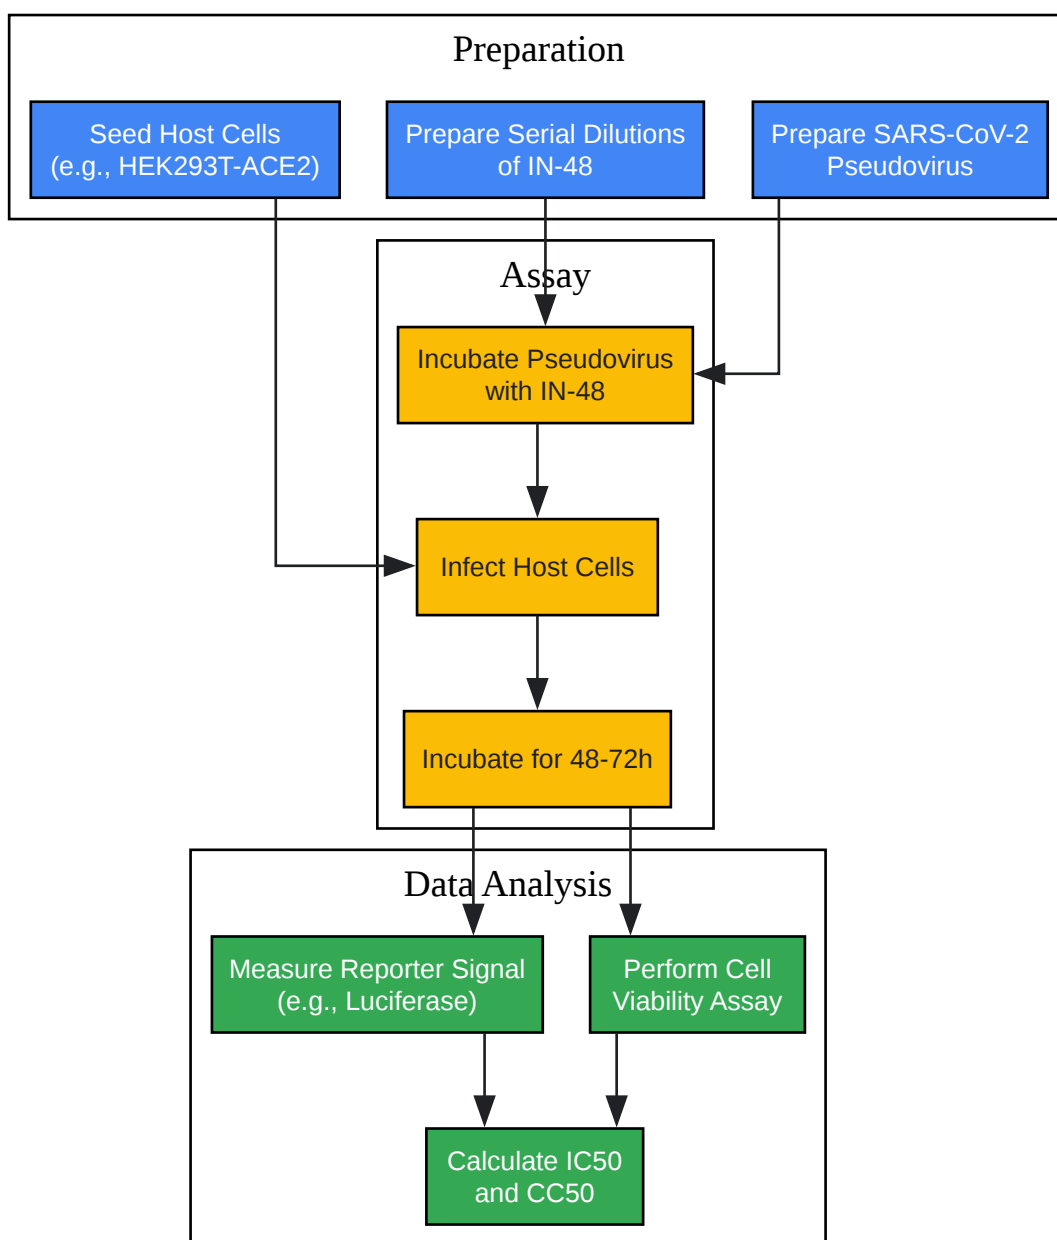 Preparation
Seed Host Cells
(e.g., HEK293T-ACE2)
Prepare Serial Dilutions
of IN-48
Prepare SARS-CoV-2
Pseudovirus
Assay
Incubate Pseudovirus
with IN-48
Infect Host Cells
Incubate for 48-72h
Data Analysis
Measure Reporter Signal
(e.g., Luciferase)
Perform Cell
Viability Assay
Calculate IC50
and CC50